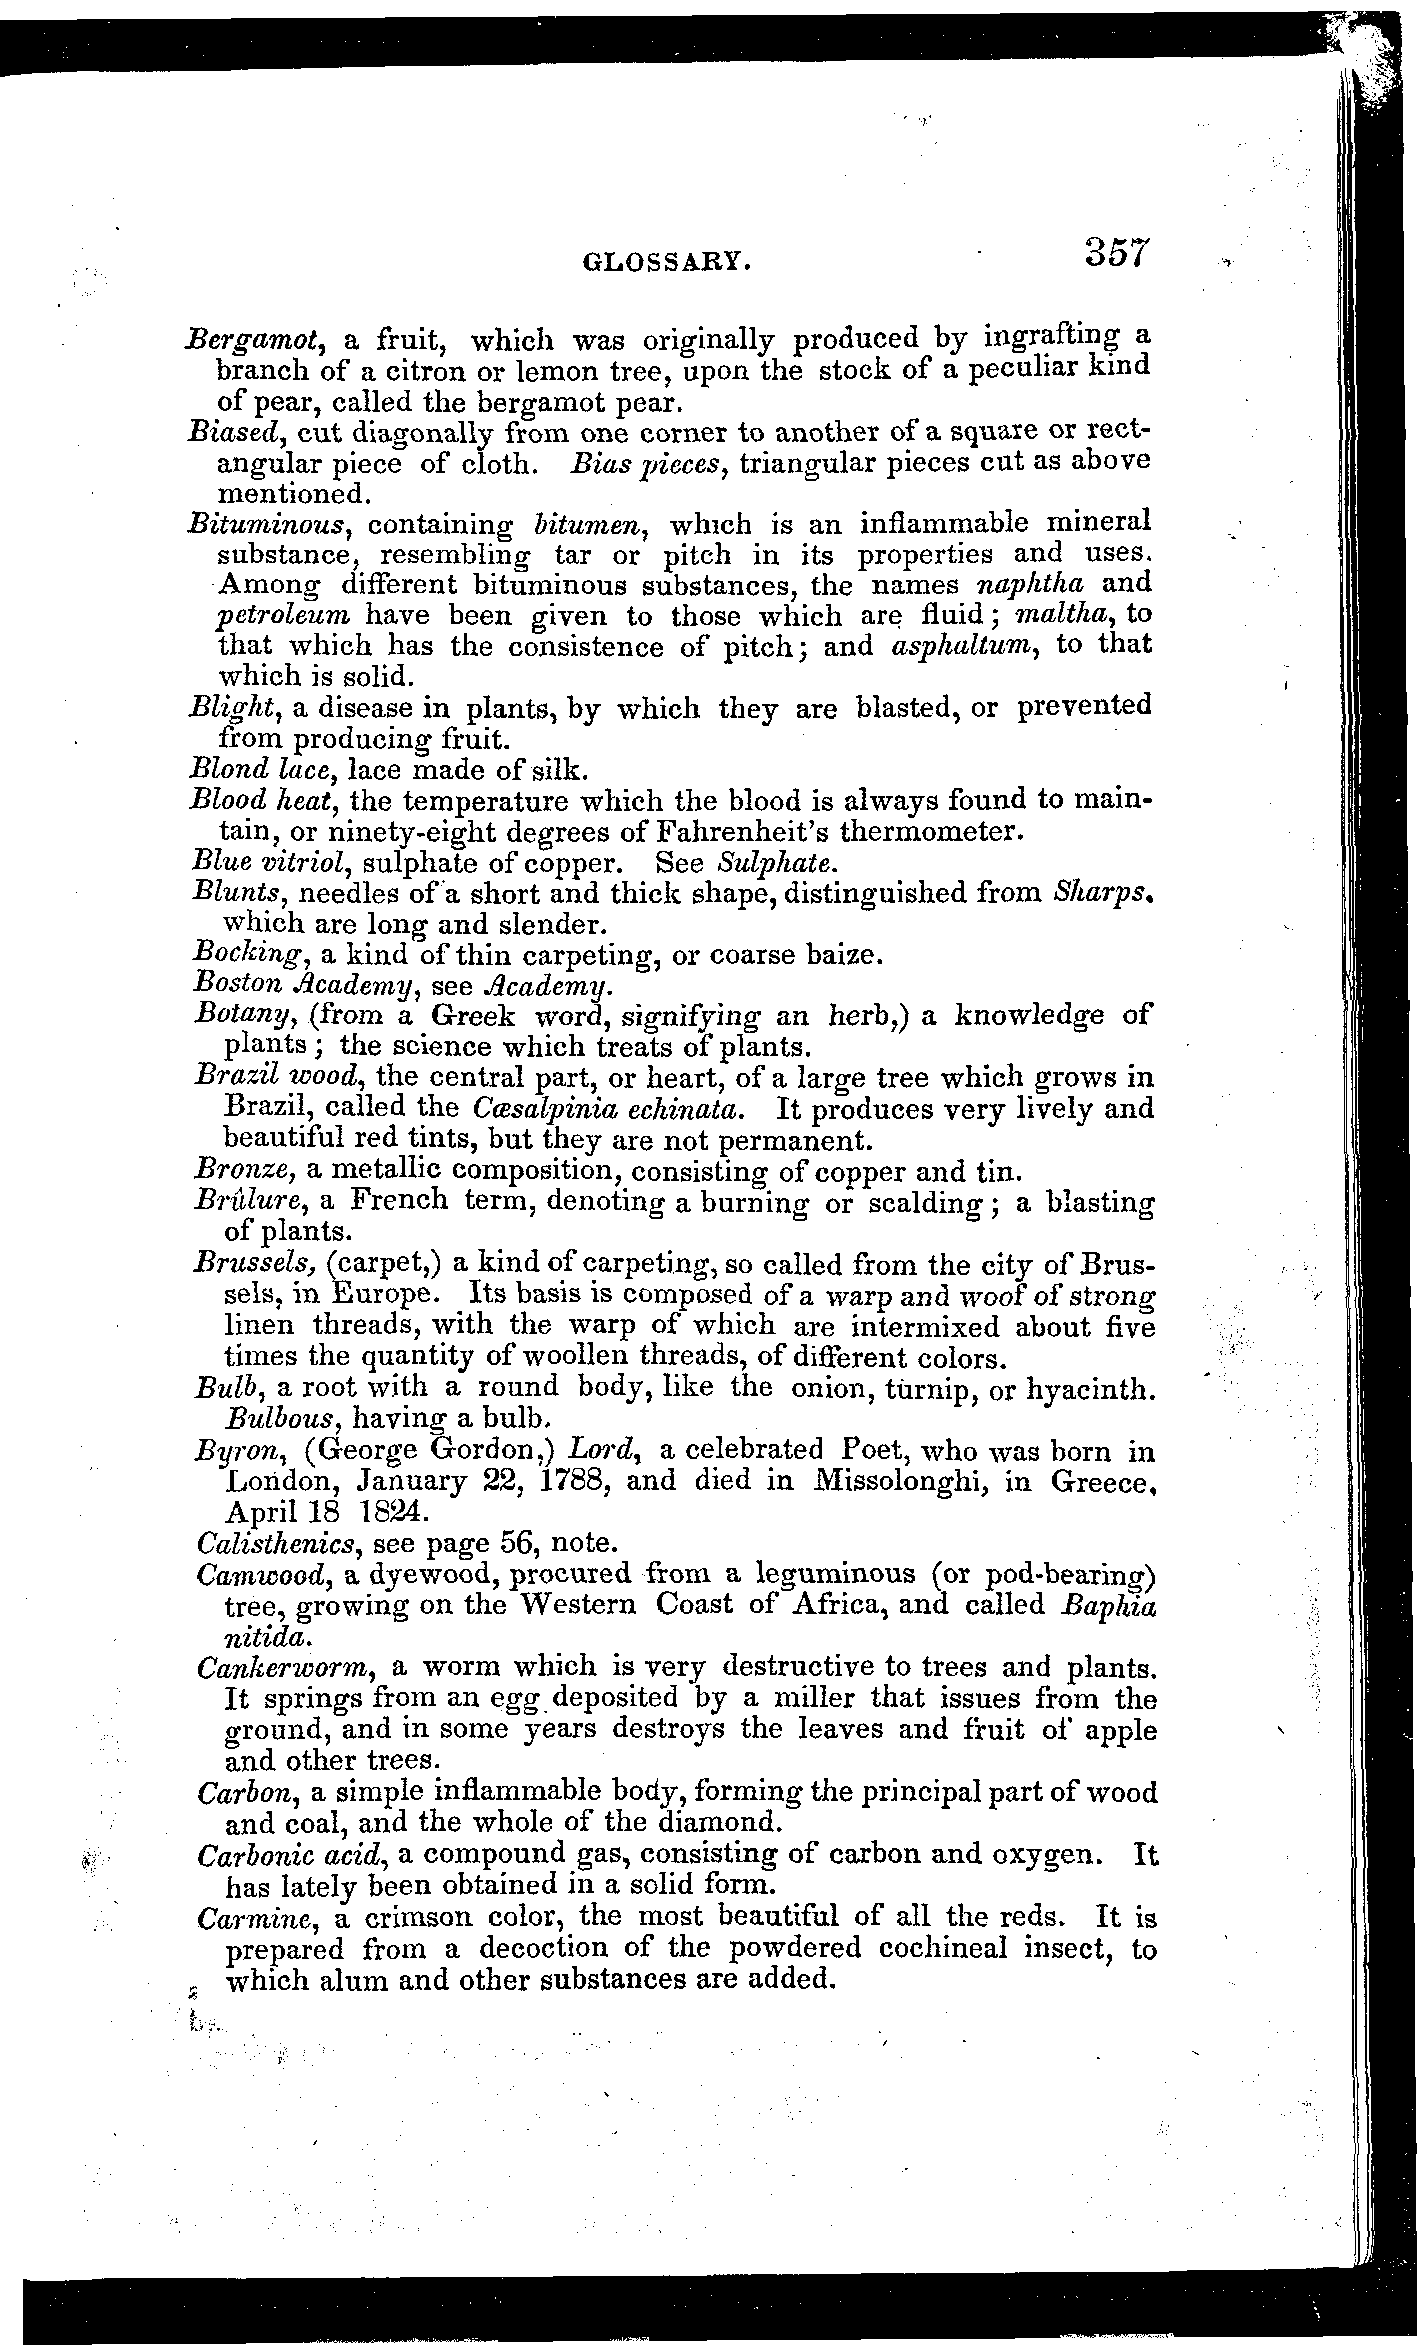 GLOSSARY. 357
Bergamot, a fruit, which was originally produced by ingrafting a
branch of a citron or lemon tree, upon the stock of a peculiar kind
of pear, called the bergamot pear.
Biased, cut diagonally from one corner to another of a square or rect-
angular piece of cloth. Bias pieces, triangular pieces cut as above
mentioned.
Bituminous, containing bitumen, which is an inflammable mineral
substance, resembling tar or pitch in its properties and uses.
Among different bituminous substances, the names naphtha and
petroleum have been given to those which are fluid; maltha, to
that which has the consistence of pitch; and asphaltum, to that
which is solid.
Blight, a disease in plants, by which they are blasted, or prevented
from producing fruit.
Blond lace, lace made of silk.
Blood heat, the temperature which the blood is always found to main-
tain, or ninety-eight degrees of Fahrenheit's thermometer.
Blue vitriol, sulphate of copper. See Sulphate.
Blunts, needles of a short and thick shape, distinguished from Sharps,
which are long and slender.
Bocking, a kind of thin carpeting, or coarse baize.
Boston Academy, see Academy.
Botany, (from a Greek word, signifying an herb,) a knowledge of
plants; the science which treats of plants.
Brazil wood, the central part, or heart, of a large tree which grows in
Brazil, called the Cæsalpinia echinata. It produces very lively and
beautiful red tints, but they are not permanent.
Bronze, a metallic composition, consisting of copper and tin.
Brûlure, a French term, denoting a burning or scalding; a blasting
of plants.
Brussels, (carpet,) a kind of carpeting, so called from the city of Brus-
sels, in Europe. Its basis is composed of a warp and woof of strong
linen threads, with the warp of which are intermixed about five
times the quantity of woollen threads, of different colors.
Bulb, a root with a round body, like the onion, turnip, or hyacinth.
Bulbous, having a bulb.
Byron, (George Gordon,) Lord, a celebrated Poet, who was born in
London, January 22, 1788, and died in Missolonghi, in Greece,
April 18 1824.
Calisthenics, see page 56, note.
Camwood, a dyewood, procured from a leguminous (or pod-bearing)
tree, growing on the Western Coast of Africa, and called Baphia
nitida.
Cankerworm, a worm which is very destructive to trees and plants.
It springs from an egg deposited by a miller that issues from the
ground, and in some years destroys the leaves and fruit of apple
and other trees.
Carbon, a simple inflammable body, forming the principal part of wood
and coal, and the whole of the diamond.
Carbonic acid, a compound gas, consisting of carbon and oxygen. It
has lately been obtained in a solid form.
Carmine, a crimson color, the most beautiful of all the reds. It is
prepared from a decoction of the powdered cochineal insect, to
which alum and other substances are added.